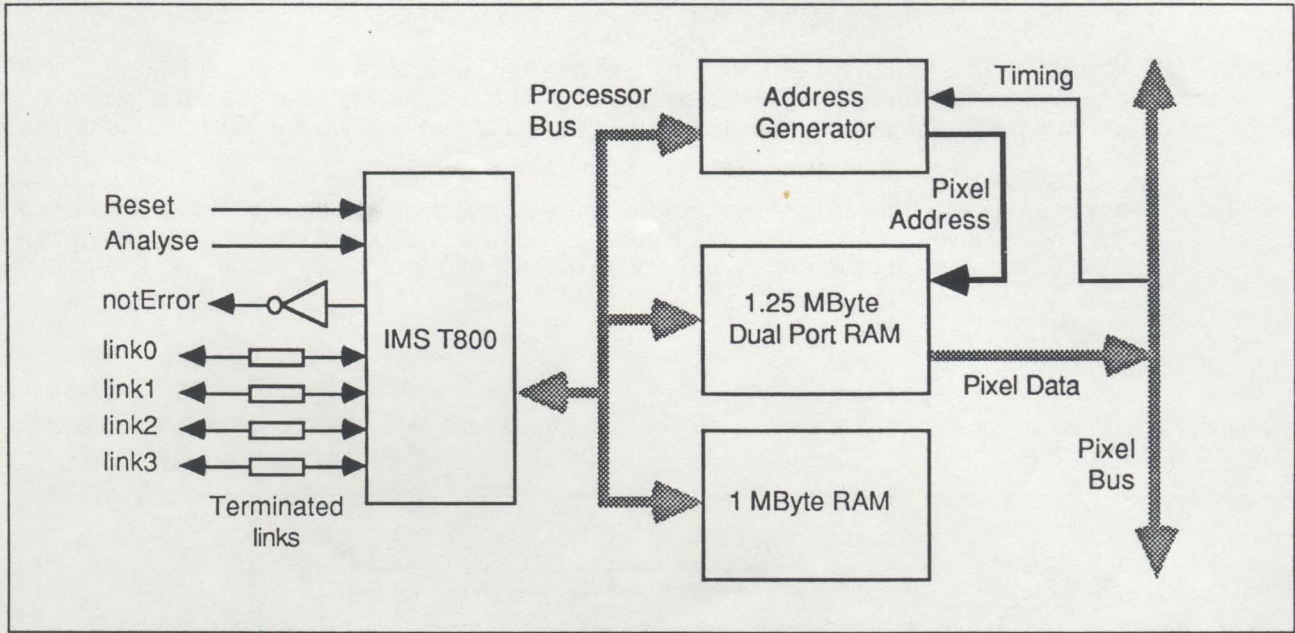 Reset
Analyse
notError
link0
link1
link2
link3
Terminated
links
IMS T800
Processor
Bus
Address
Generator
Timing
Pixel
Address
1.25 MByte
Dual Port RAM
Pixel Data
1 MByte RAM
Pixel
Bus